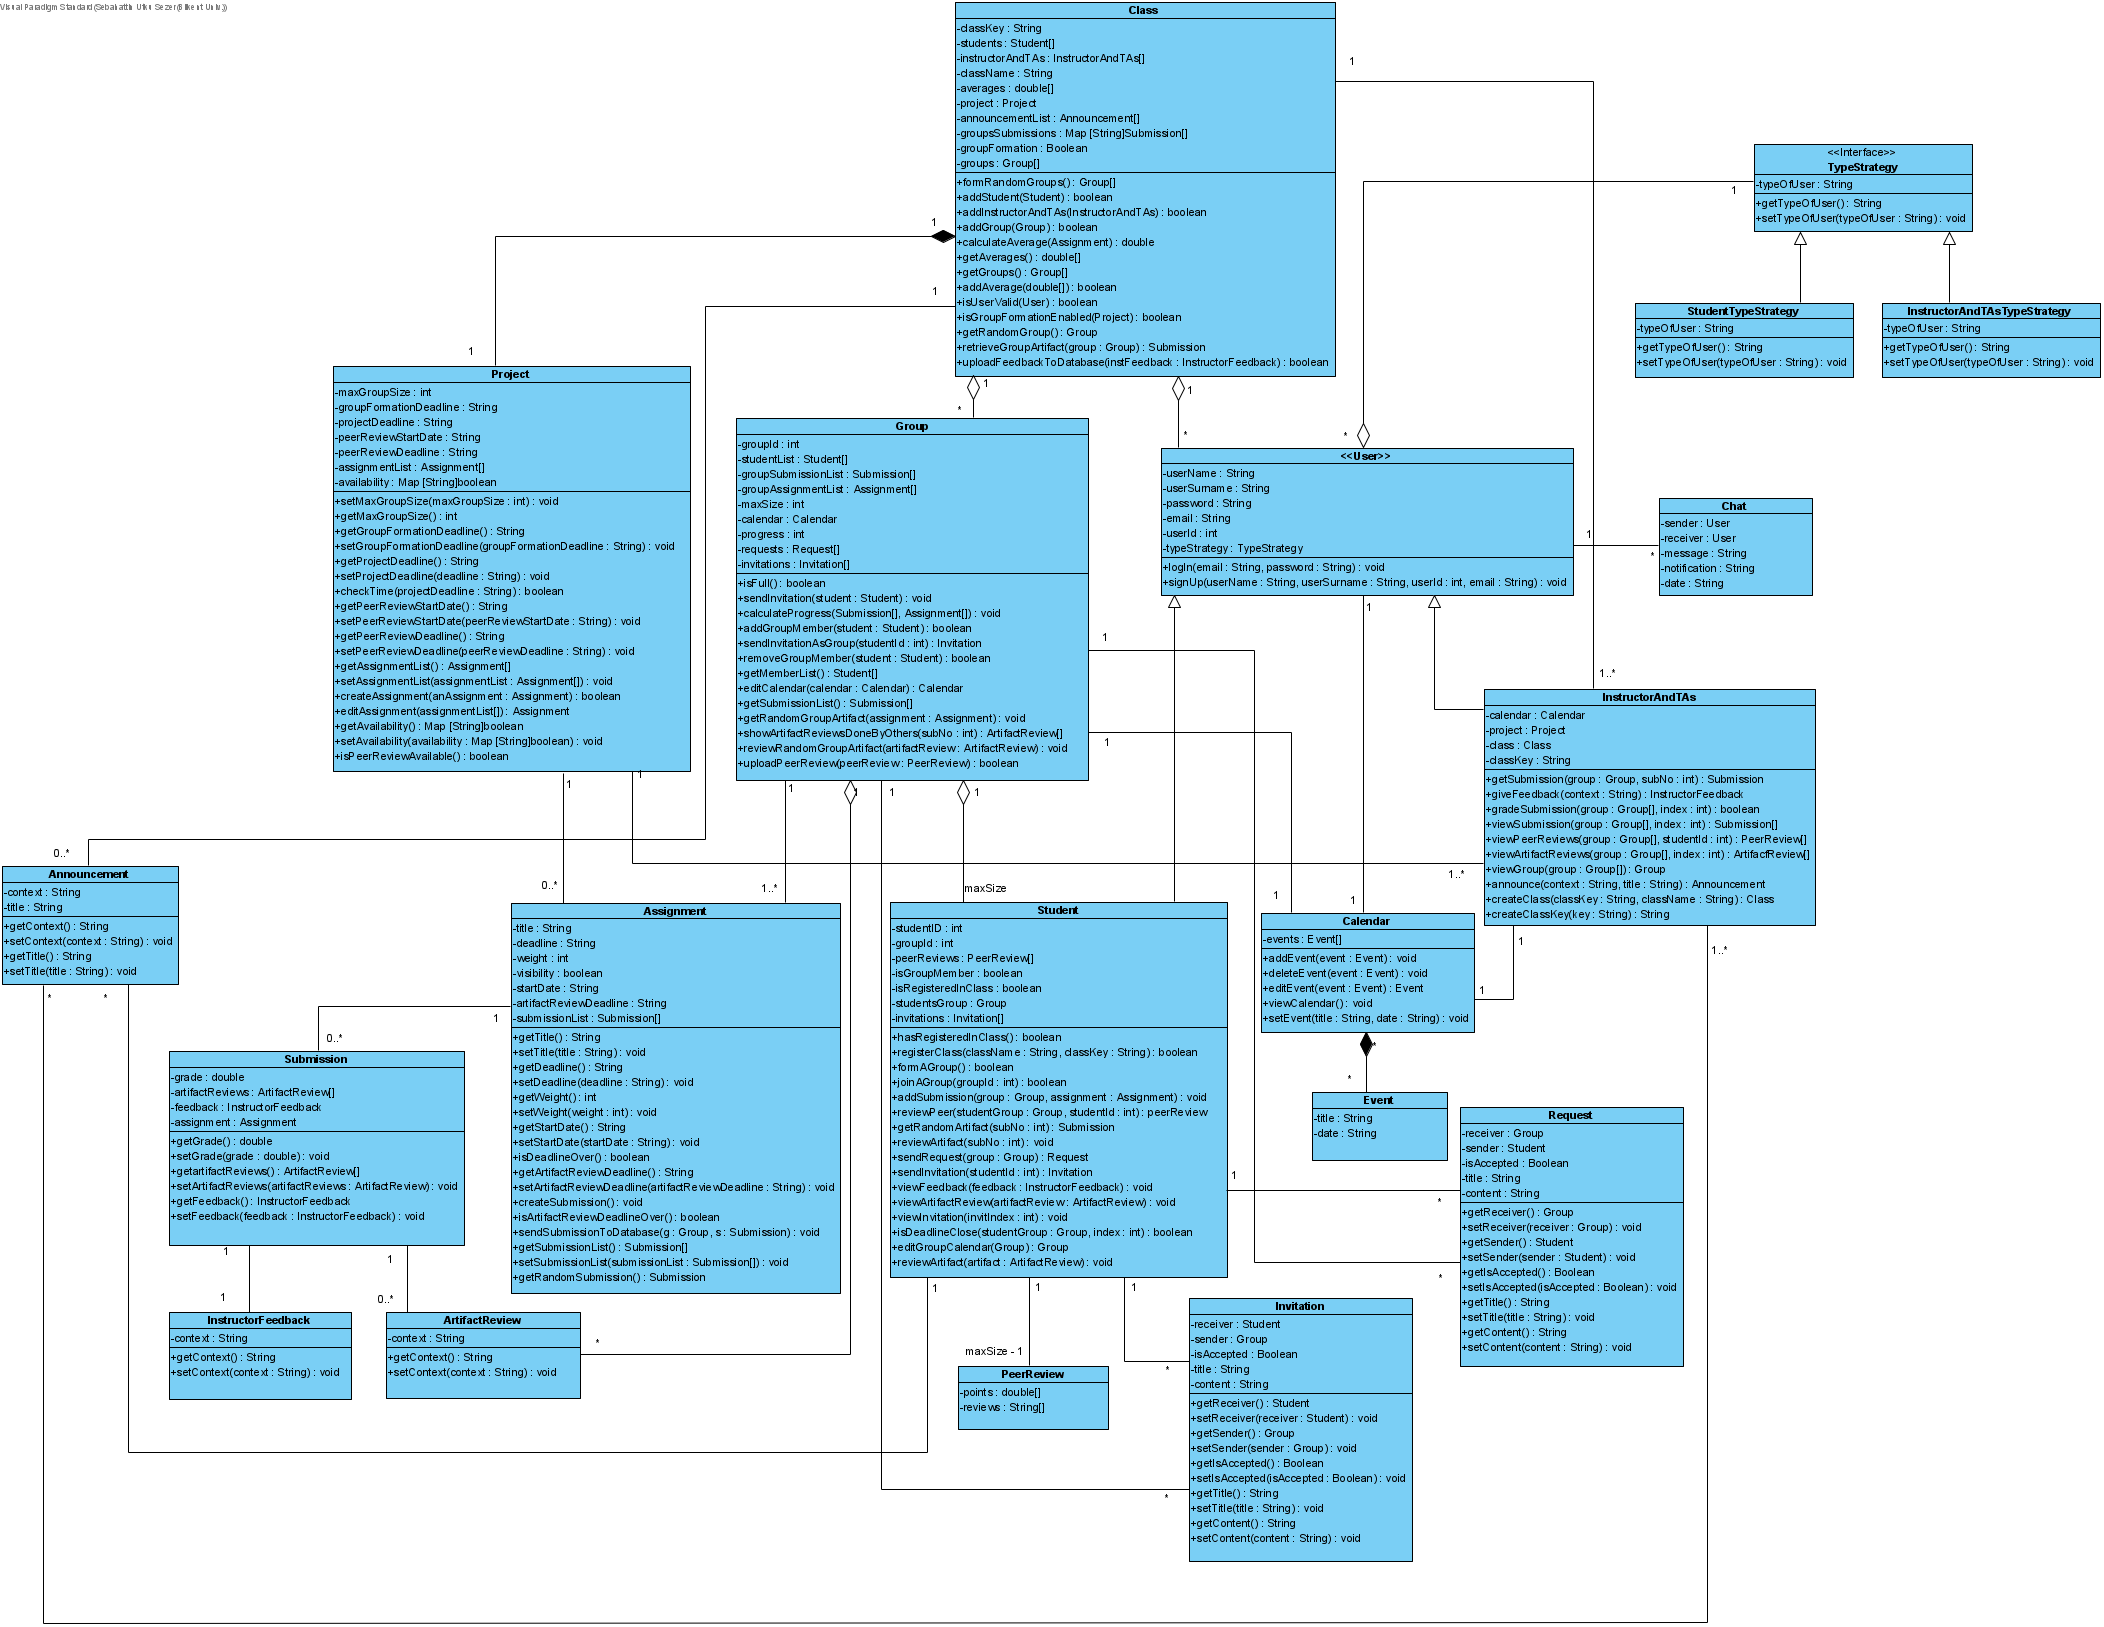 Visual Paradigm Standard (Sebahattin Utku Sezer(Bilkent Univ.))
Class
-classKey : String
-students : Student[]
-instructorAndTAs : InstructorAndTAs[]
-className : String
-averages : double[]
-project : Project
-announcementList : Announcement[]
-groupsSubmissions : Map [String]Submission[]
-groupFormation : Boolean
-groups : Group[]
+formRandomGroups() : Group[]
+addStudent(Student) : boolean
+addInstructorAndTAs(InstructorAndTAs) : boolean
+addGroup(Group) : boolean
+calculateAverage(Assignment) : double
+getAverages() : double[]
+getGroups() : Group[]
+addAverage(double[]) : boolean
+isUserValid(User) : boolean
+isGroupFormationEnabled(Project) : boolean
+getRandomGroup() : Group
+retrieveGroupArtifact(group : Group) : Submission
+uploadFeedbackToDatabase(instFeedback : InstructorFeedback) : boolean
1
1
1
1
1
*
1
*
<<Interface>>
TypeStrategy
-typeOfUser : String
+getTypeOfUser() : String
+setTypeOfUser(typeOfUser : String) : void
1
*
StudentTypeStrategy
-typeOfUser : String
+getTypeOfUser() : String
+setTypeOfUser(typeOfUser : String) : void
InstructorAndTAsTypeStrategy
-typeOfUser : String
+getTypeOfUser() : String
+setTypeOfUser(typeOfUser : String) : void
Project
-maxGroupSize : int
-groupFormationDeadline : String
-projectDeadline : String
-peerReviewStartDate : String
-peerReviewDeadline : String
-assignmentList : Assignment[]
-availability : Map [String]boolean
+setMaxGroupSize(maxGroupSize : int) : void
+getMaxGroupSize() : int
+getGroupFormationDeadline() : String
+setGroupFormationDeadline(groupFormationDeadline : String) : void
+getProjectDeadline() : String
+setProjectDeadline(deadline : String) : void
+checkTime(projectDeadline : String) : boolean
+getPeerReviewStartDate() : String
+setPeerReviewStartDate(peerReviewStartDate : String) : void
+getPeerReviewDeadline() : String
+setPeerReviewDeadline(peerReviewDeadline : String) : void
+getAssignmentList() : Assignment[]
+setAssignmentList(assignmentList : Assignment[]) : void
+createAssignment(anAssignment : Assignment) : boolean
+editAssignment(assignmentList[]) : Assignment
+getAvailability() : Map [String]boolean
+setAvailability(availability : Map [String]boolean) : void
+isPeerReviewAvailable() : boolean
1
1
Group
-groupId : int
-studentList : Student[]
-groupSubmissionList : Submission[]
-groupAssignmentList : Assignment[]
-maxSize : int
-calendar : Calendar
-progress : int
-requests : Request[]
-invitations : Invitation[]
+isFull() : boolean
+sendInvitation(student : Student) : void
+calculateProgress(Submission[], Assignment[]) : void
+addGroupMember(student : Student) : boolean
+sendInvitationAsGroup(studentId : int) : Invitation
+removeGroupMember(student : Student) : boolean
+getMemberList() : Student[]
+editCalendar(calendar : Calendar) : Calendar
+getSubmissionList() : Submission[]
+getRandomGroupArtifact(assignment : Assignment) : void
+showArtifactReviewsDoneByOthers(subNo : int) : ArtifactReview[]
+reviewRandomGroupArtifact(artifactReview : ArtifactReview) : void
+uploadPeerReview(peerReview : PeerReview) : boolean
1
1
1
1
1
1
<<User>>
-userName : String
-userSurname : String
-password : String
-email : String
-userId : int
-typeStrategy : TypeStrategy
+logIn(email : String, password : String) : void
+signUp(userName : String, userSurname : String, userId : int, email : String) : void
1
1
*
Chat
-sender : User
-receiver : User
-message : String
-notification : String
-date : String
1..*
InstructorAndTAs
-calendar : Calendar
-project : Project
-class : Class
-classKey : String
+getSubmission(group : Group, subNo : int) : Submission
+giveFeedback(context : String) : InstructorFeedback
+gradeSubmission(group : Group[], index : int) : boolean
+viewSubmission(group : Group[], index : int) : Submission[]
+viewPeerReviews(group : Group[], studentId : int) : PeerReview[]
+viewArtifactReviews(group : Group[], index : int) : ArtifacfReview[]
+viewGroup(group : Group[]) : Group
+announce(context : String, title : String) : Announcement
+createClass(classKey : String, className : String) : Class
+createClassKey(key : String) : String
1..*
1
1..*
0..*
Announcement
-context : String
-title : String
+getContext() : String
+setContext(context : String) : void
+getTitle() : String
+setTitle(title : String) : void
*
*
0..*
1..*
Assignment
-title : String
-deadline : String
-weight : int
-visibility : boolean
-startDate : String
-artifactReviewDeadline : String
-submissionList : Submission[]
+getTitle() : String
+setTitle(title : String) : void
+getDeadline() : String
+setDeadline(deadline : String) : void
+getWeight() : int
+setWeight(weight : int) : void
+getStartDate() : String
+setStartDate(startDate : String) : void
+isDeadlineOver() : boolean
+getArtifactReviewDeadline() : String
+setArtifactReviewDeadline(artifactReviewDeadline : String) : void
+createSubmission() : void
+isArtifactReviewDeadlineOver() : boolean
+sendSubmissionToDatabase(g : Group, s : Submission) : void
+getSubmissionList() : Submission[]
+setSubmissionList(submissionList : Submission[]) : void
+getRandomSubmission() : Submission
1
maxSize
Student
-studentID : int
-groupId : int
-peerReviews : PeerReview[]
-isGroupMember : boolean
-isRegisteredInClass : boolean
-studentsGroup : Group
-invitations : Invitation[]
+hasRegisteredInClass() : boolean
+registerClass(className : String, classKey : String) : boolean
+formAGroup() : boolean
+joinAGroup(groupId : int) : boolean
+addSubmission(group : Group, assignment : Assignment) : void
+reviewPeer(studentGroup : Group, studentId : int) : peerReview
+getRandomArtifact(subNo : int) : Submission
+reviewArtifact(subNo : int) : void
+sendRequest(group : Group) : Request
+sendInvitation(studentId : int) : Invitation
+viewFeedback(feedback : InstructorFeedback) : void
+viewArtifactReview(artifactReview : ArtifactReview) : void
+viewInvitation(invitIndex : int) : void
+isDeadlineClose(studentGroup : Group, index : int) : boolean
+editGroupCalendar(Group) : Group
+reviewArtifact(artifact : ArtifactReview) : void
1
1
1
1
1
1
Calendar
-events : Event[]
+addEvent(event : Event) : void
+deleteEvent(event : Event) : void
+editEvent(event : Event) : Event
+viewCalendar() : void
+setEvent(title : String, date : String) : void
1
*
*
Event
-title : String
-date : String
0..*
Submission
-grade : double
-artifactReviews : ArtifactReview[]
-feedback : InstructorFeedback
-assignment : Assignment
+getGrade() : double
+setGrade(grade : double) : void
+getartifactReviews() : ArtifactReview[]
+setArtifactReviews(artifactReviews : ArtifactReview) : void
+getFeedback() : InstructorFeedback
+setFeedback(feedback : InstructorFeedback) : void
1
1
Request
-receiver : Group
-sender : Student
-isAccepted : Boolean
-title : String
-content : String
+getReceiver() : Group
+setReceiver(receiver : Group) : void
+getSender() : Student
+setSender(sender : Student) : void
+getIsAccepted() : Boolean
+setIsAccepted(isAccepted : Boolean) : void
+getTitle() : String
+setTitle(title : String) : void
+getContent() : String
+setContent(content : String) : void
*
*
1
InstructorFeedback
-context : String
+getContext() : String
+setContext(context : String) : void
0..*
ArtifactReview
-context : String
+getContext() : String
+setContext(context : String) : void
*
maxSize - 1
PeerReview
-points : double[]
-reviews : String[]
*
*
Invitation
-receiver : Student
-sender : Group
-isAccepted : Boolean
-title : String
-content : String
+getReceiver() : Student
+setReceiver(receiver : Student) : void
+getSender() : Group
+setSender(sender : Group) : void
+getIsAccepted() : Boolean
+setIsAccepted(isAccepted : Boolean) : void
+getTitle() : String
+setTitle(title : String) : void
+getContent() : String
+setContent(content : String) : void